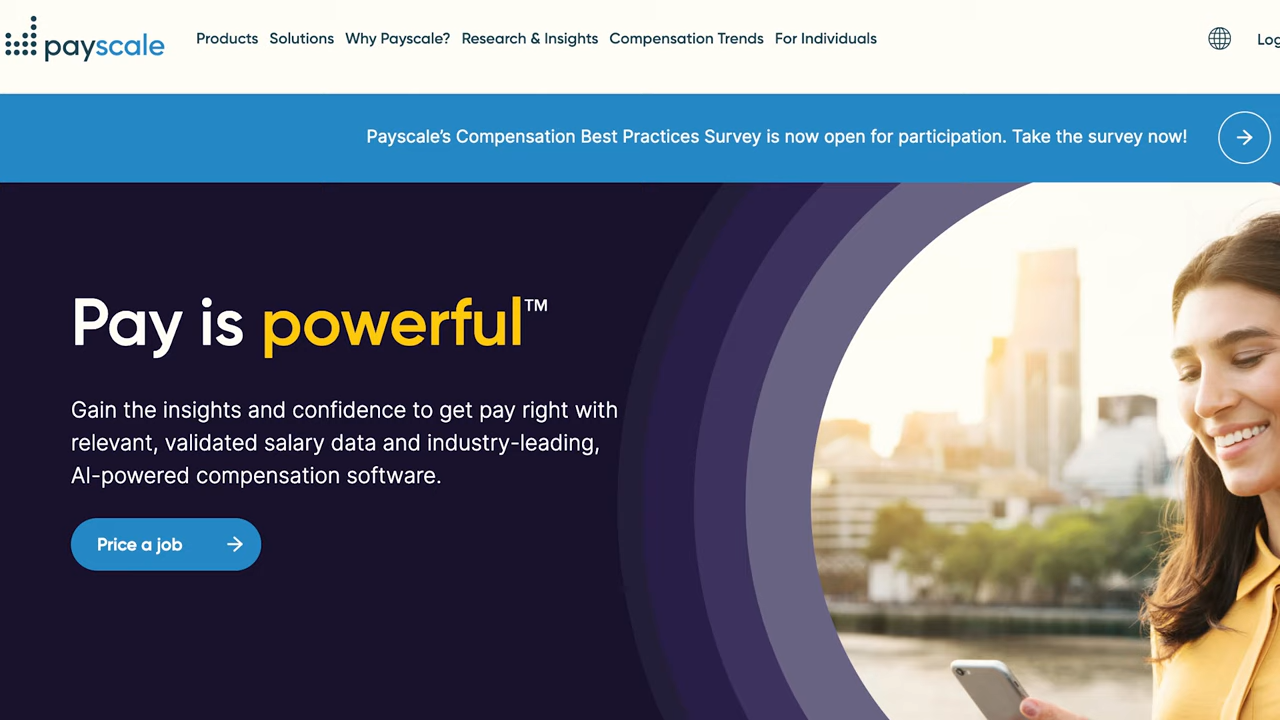 payscale
Products Solutions Why Payscale? Research & Insights Compensation Trends For Individuals
Log
Payscale’s Compensation Best Practices Survey is now open for participation. Take the survey now!
Pay is powerful™
Gain the insights and confidence to get pay right with
relevant, validated salary data and industry-leading,
AI-powered compensation software.
Price a job